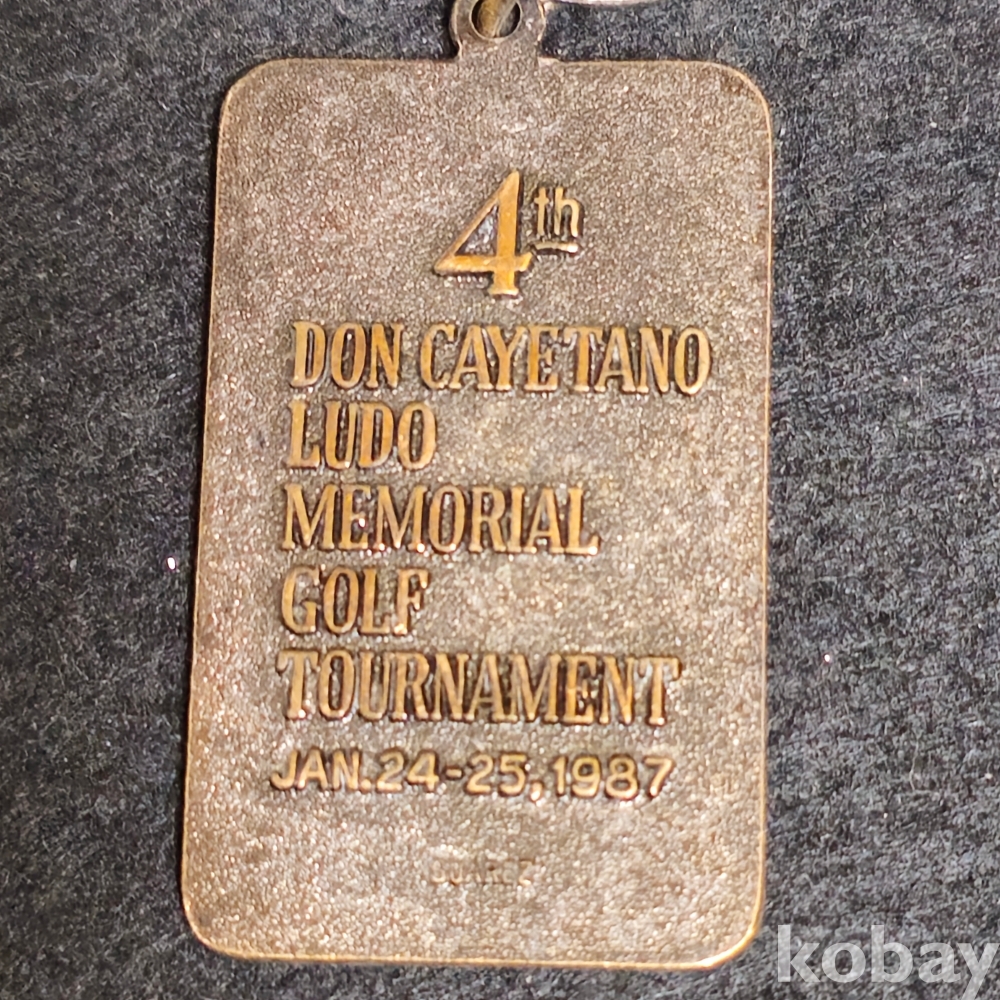 4th
DON CAYETANO
LUDO
MEMORIAL
GOLF
TOURNAMENT
JAN.24-25,1987
kobay